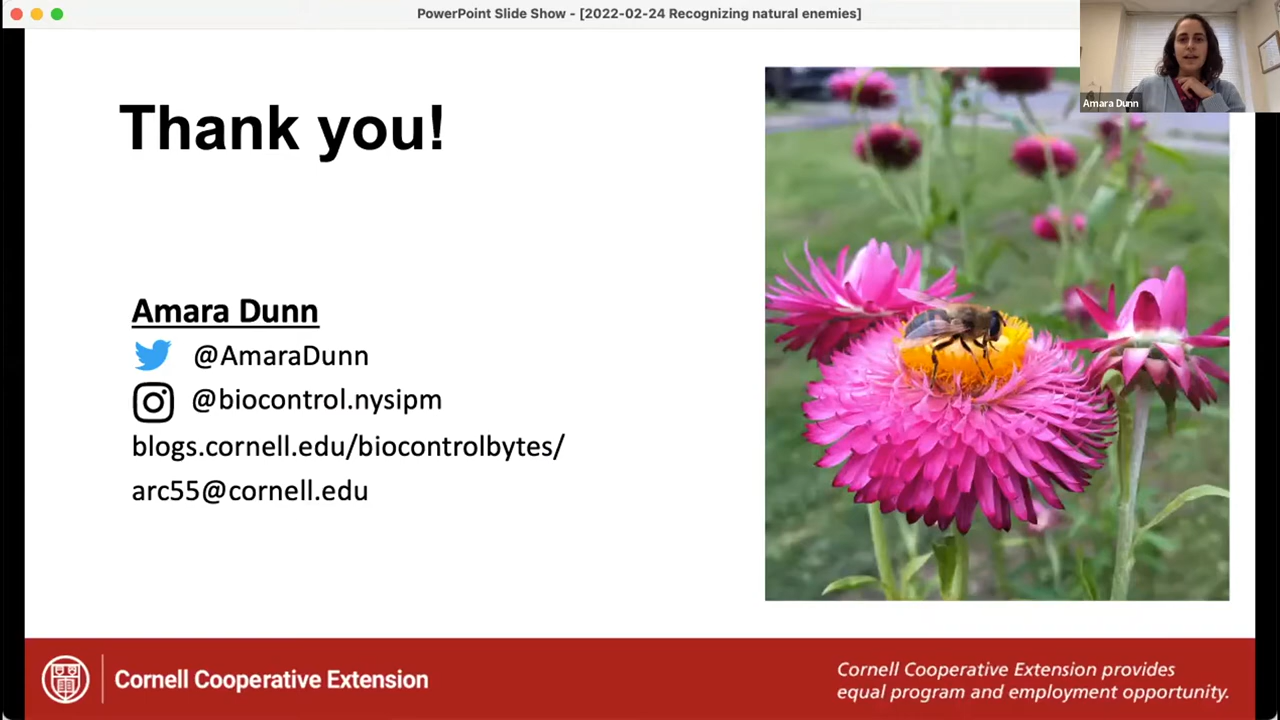 PowerPoint Slide Show - [2022-02-24 Recognizing natural enemies]
Amara Dunn
Thank you!
Amara Dunn
@AmaraDunn
@biocontrol.nysipm
blogs.cornell.edu/biocontrolbytes/
arc55@cornell.edu
Cornell Cooperative Extension
Cornell Cooperative Extension provides
equal program and employment opportunity.